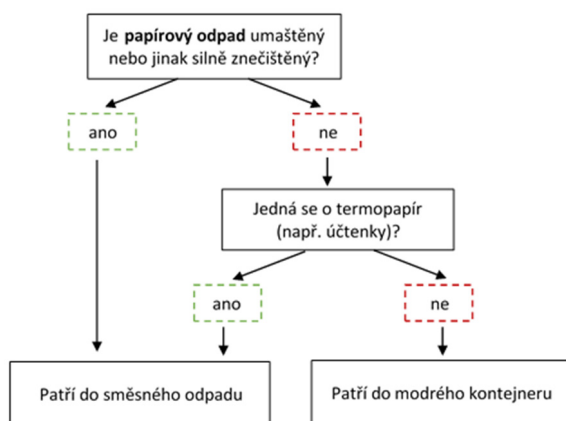 Je papírový odpad umaštěný
nebo jinak silně znečištěný?
ano
ne
Jedná se o termopapír
(např. účtenky)?
ano
ne
Patří do směsného odpadu
Patří do modrého kontejneru